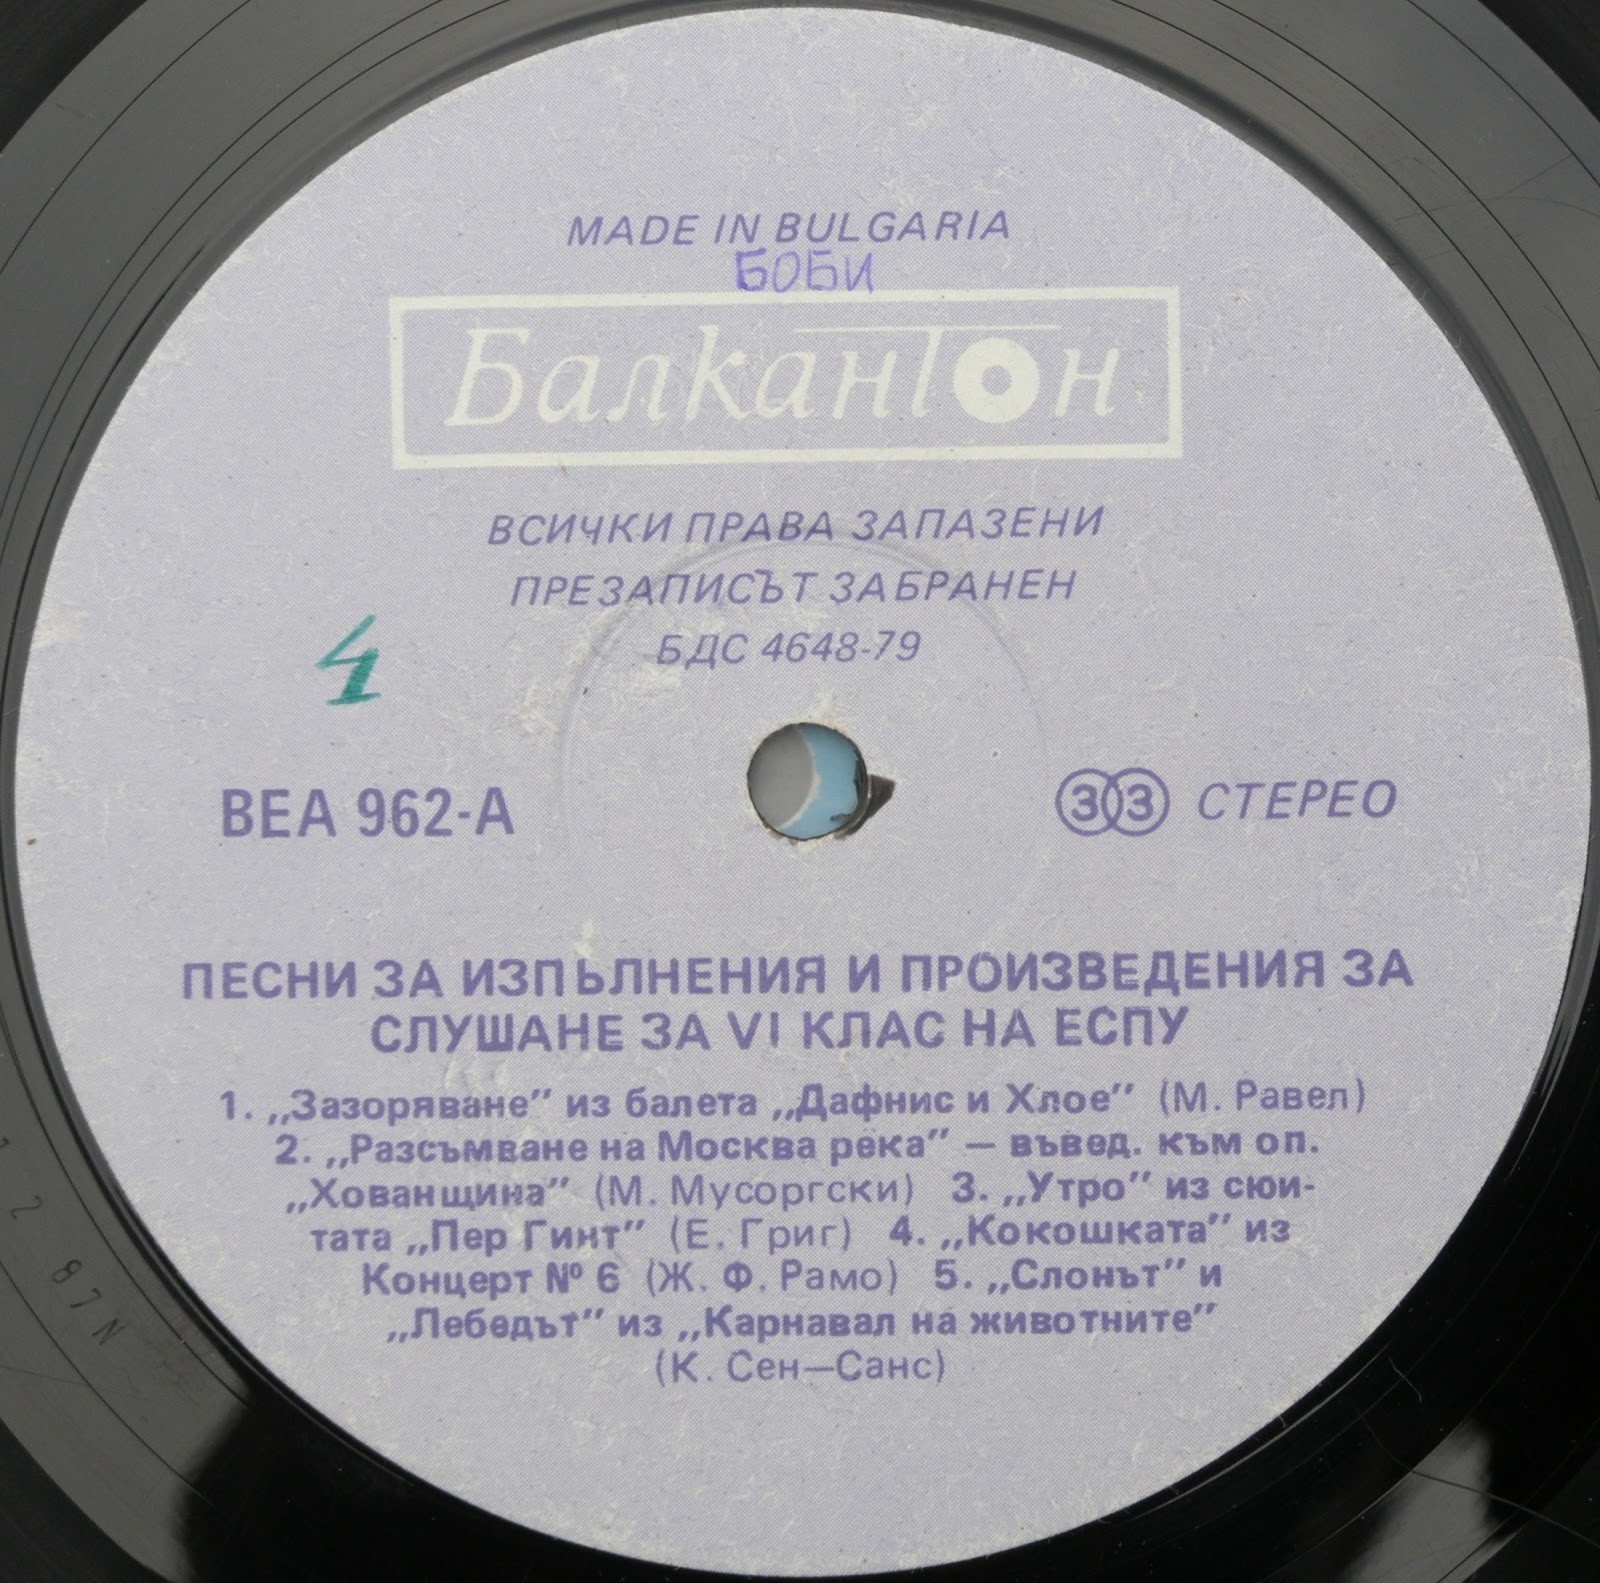 MADE IN BULGARIA
БОБИ
Балкантон
ВСИЧКИ ПРАВА ЗАПАЗЕНИ
ПРЕЗАПИСЪТ ЗАБРАНЕН
БДС 4648-79
4
ВЕА 962-А
33 СТЕРЕО
ПЕСНИ ЗА ИЗПЪЛНЕНИЯ И ПРОИЗВЕДЕНИЯ ЗА
СЛУШАНЕ ЗА VI КЛАС НА ЕСПУ
1. „Зазоряване” из балета „Дафнис и Хлое” (М. Равел)
2. „Разсъмване на Москва река” — въвед. към оп.
„Хованщина” (М. Мусоргски) 3. „Утро” из сюи-
тата „Пер Гинт” (Е. Григ) 4. „Кокошката” из
Концерт № 6 (Ж. Ф. Рамо) 5. „Слонът” и
„Лебедът” из „Карнавал на животните”
(К. Сен—Санс)